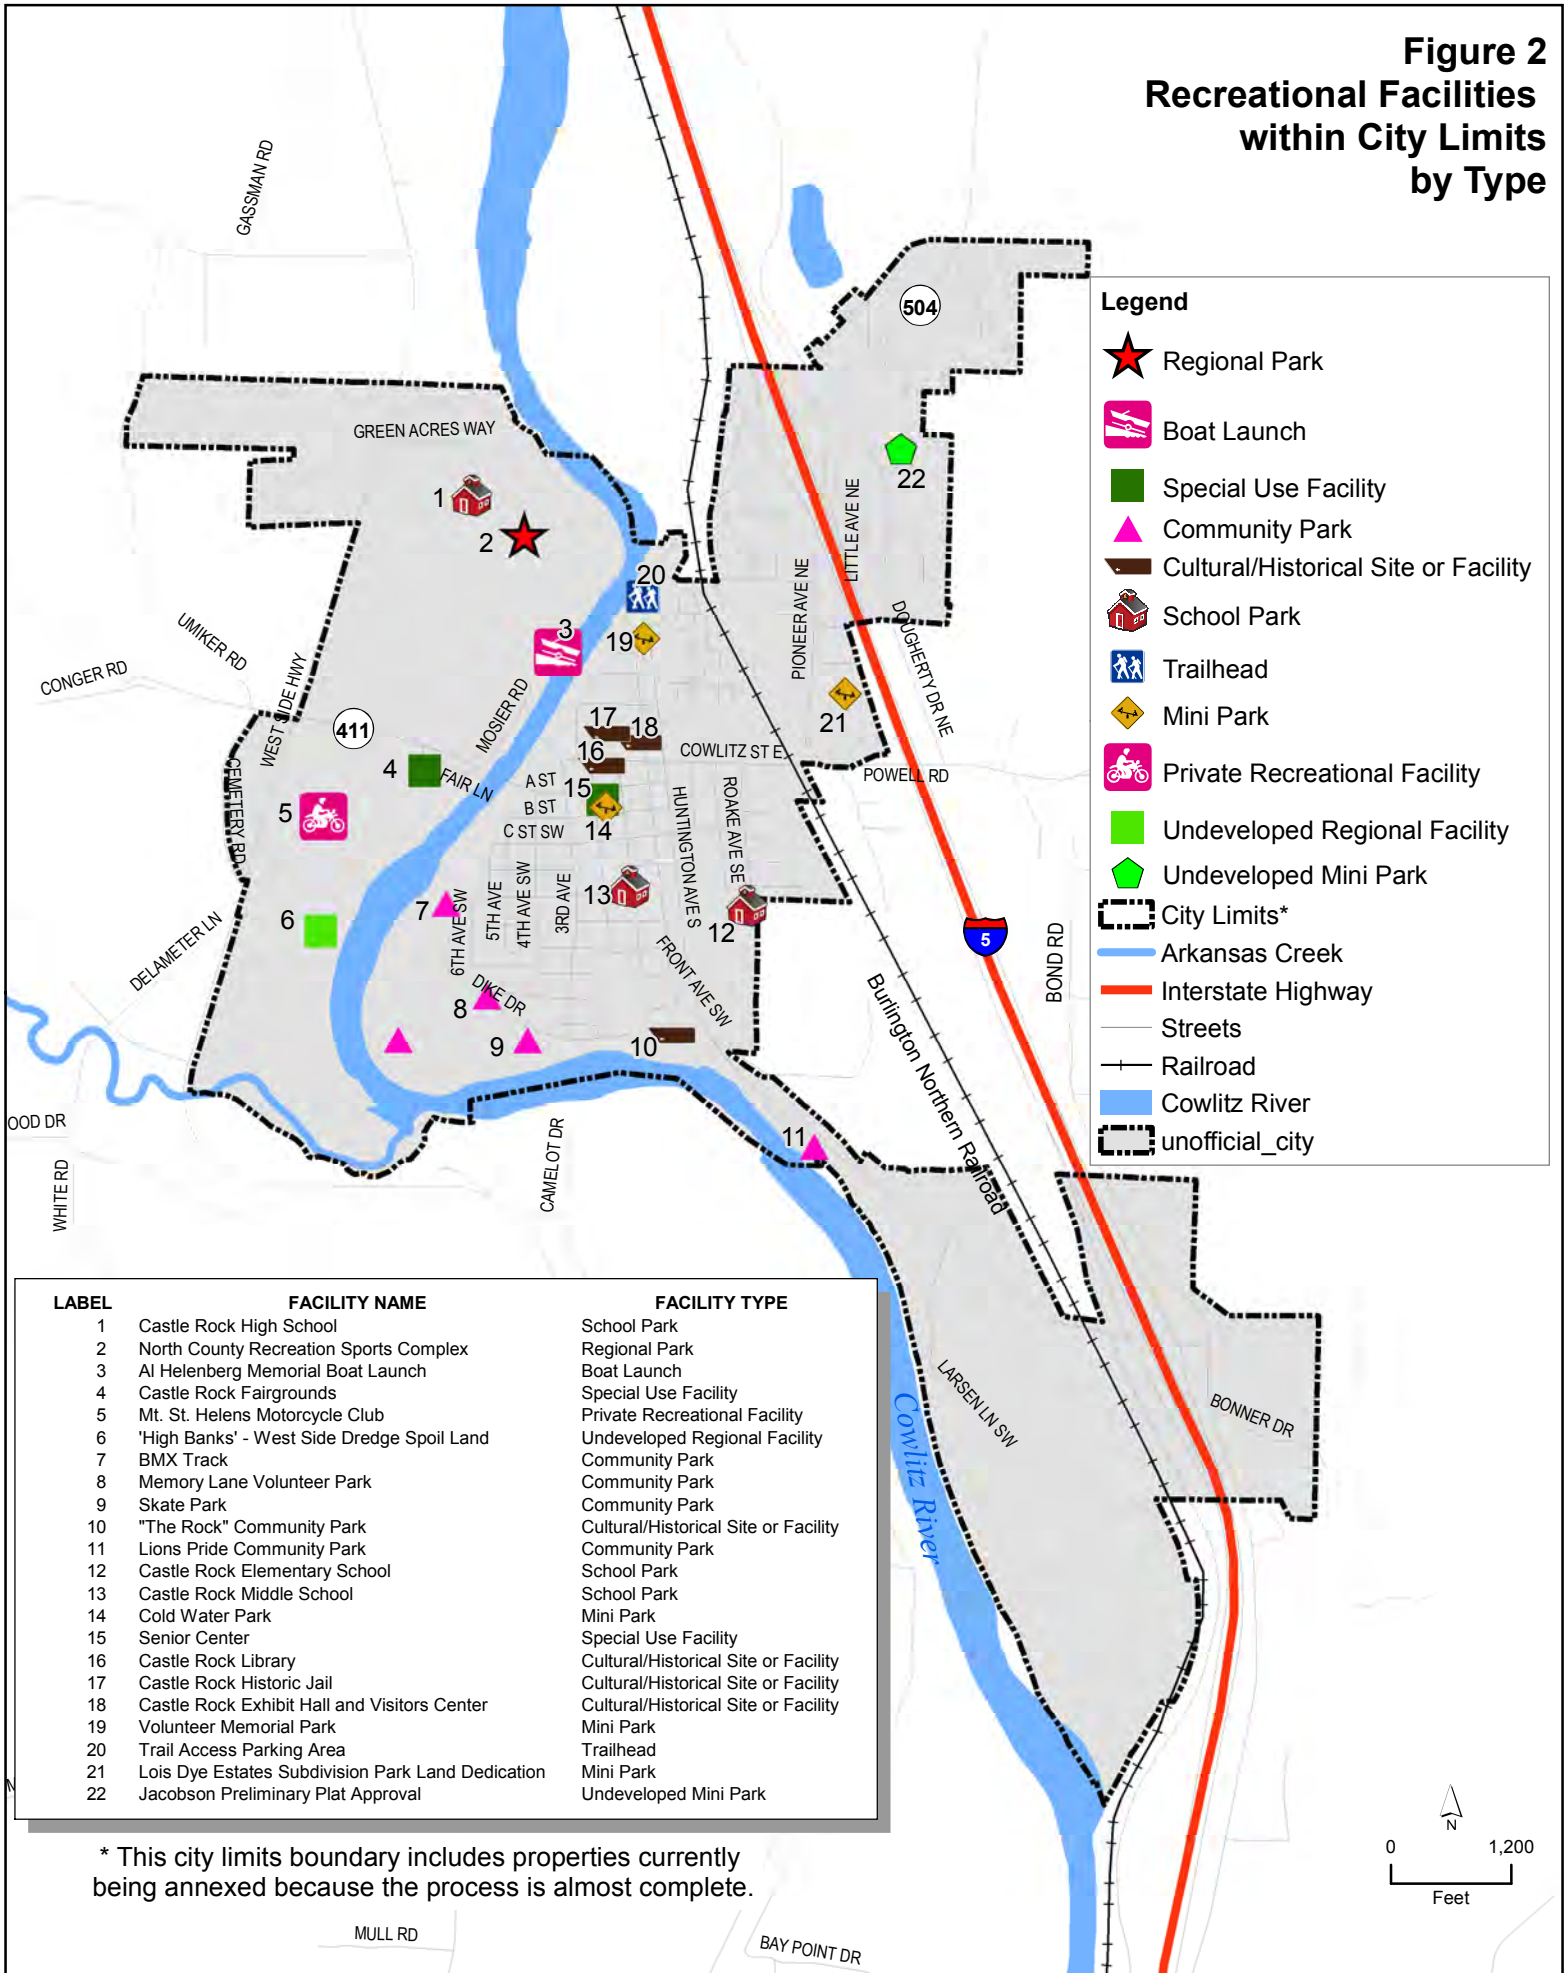 Figure 2
Recreational Facilities
within City Limits
by Type
GASSMAN RD
504
Legend
Regional Park
Boat Launch
Special Use Facility
Community Park
Cultural/Historical Site or Facility
School Park
Trailhead
Mini Park
Private Recreational Facility
Undeveloped Regional Facility
Undeveloped Mini Park
City Limits*
Arkansas Creek
Interstate Highway
Streets
Railroad
Cowlitz River
unofficial_city
GREEN ACRES WAY
1
2
22
LITTLE AVE NE
20
PIONEER AVE NE
3
19
DOUGHERTY DR NE
UMIKER RD
CONGER RD
WEST SIDE HWY
MOSIER RD
21
411
17
18
16
COWLITZ ST E
4
FAIR LN
A ST
15
POWELL RD
CEMETERY RD
5
B ST
14
C ST SW
HUNTINGTON AVE S
ROAKE AVE SE
13
12
7
6TH AVE SW
5TH AVE
4TH AVE SW
3RD AVE
6
5
BOND RD
DELAMETER LN
FRONT AVE SW
DIKE DR
8
9
10
Burlington Northern Railroad
11
OOD DR
WHITE RD
CAMELOT DR
LARSEN LN SW
BONNER DR
Cowlitz River
LABEL FACILITY NAME FACILITY TYPE
1 Castle Rock High School School Park
2 North County Recreation Sports Complex Regional Park
3 Al Helenberg Memorial Boat Launch Boat Launch
4 Castle Rock Fairgrounds Special Use Facility
5 Mt. St. Helens Motorcycle Club Private Recreational Facility
6 'High Banks' - West Side Dredge Spoil Land Undeveloped Regional Facility
7 BMX Track Community Park
8 Memory Lane Volunteer Park Community Park
9 Skate Park Community Park
10 "The Rock" Community Park Cultural/Historical Site or Facility
11 Lions Pride Community Park Community Park
12 Castle Rock Elementary School School Park
13 Castle Rock Middle School School Park
14 Cold Water Park Mini Park
15 Senior Center Special Use Facility
16 Castle Rock Library Cultural/Historical Site or Facility
17 Castle Rock Historic Jail Cultural/Historical Site or Facility
18 Castle Rock Exhibit Hall and Visitors Center Cultural/Historical Site or Facility
19 Volunteer Memorial Park Mini Park
20 Trail Access Parking Area Trailhead
21 Lois Dye Estates Subdivision Park Land Dedication Mini Park
22 Jacobson Preliminary Plat Approval Undeveloped Mini Park
* This city limits boundary includes properties currently
being annexed because the process is almost complete.
N
0 1,200
Feet
MULL RD
BAY POINT DR